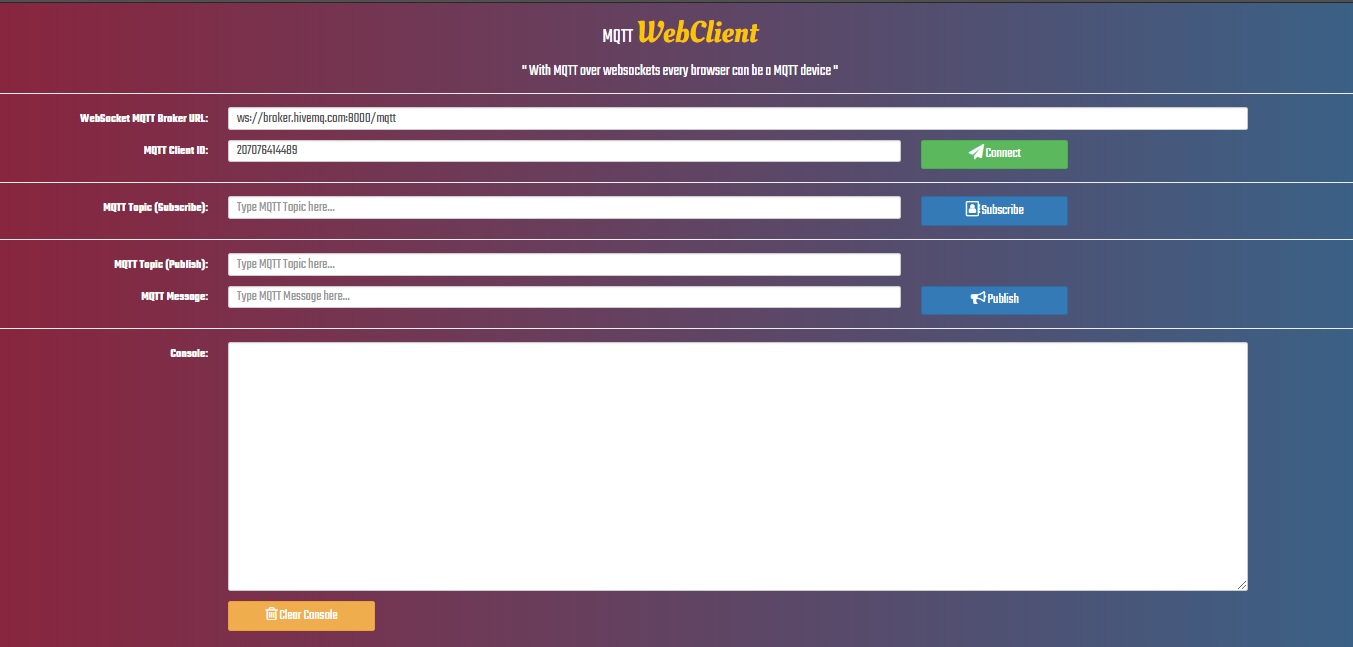 MQTT WebClient
" With MQTT over websockets every browser can be a MQTT device "
WebSocket MQTT Broker URL: ws://broker.hivemq.com:8000/mqtt
MQTT Client ID: 207076414489 Connect
MQTT Topic (Subscribe): Type MQTT Topic here... Subscribe
MQTT Topic (Publish): Type MQTT Topic here...
MQTT Message: Type MQTT Message here... Publish
Console:
Clear Console